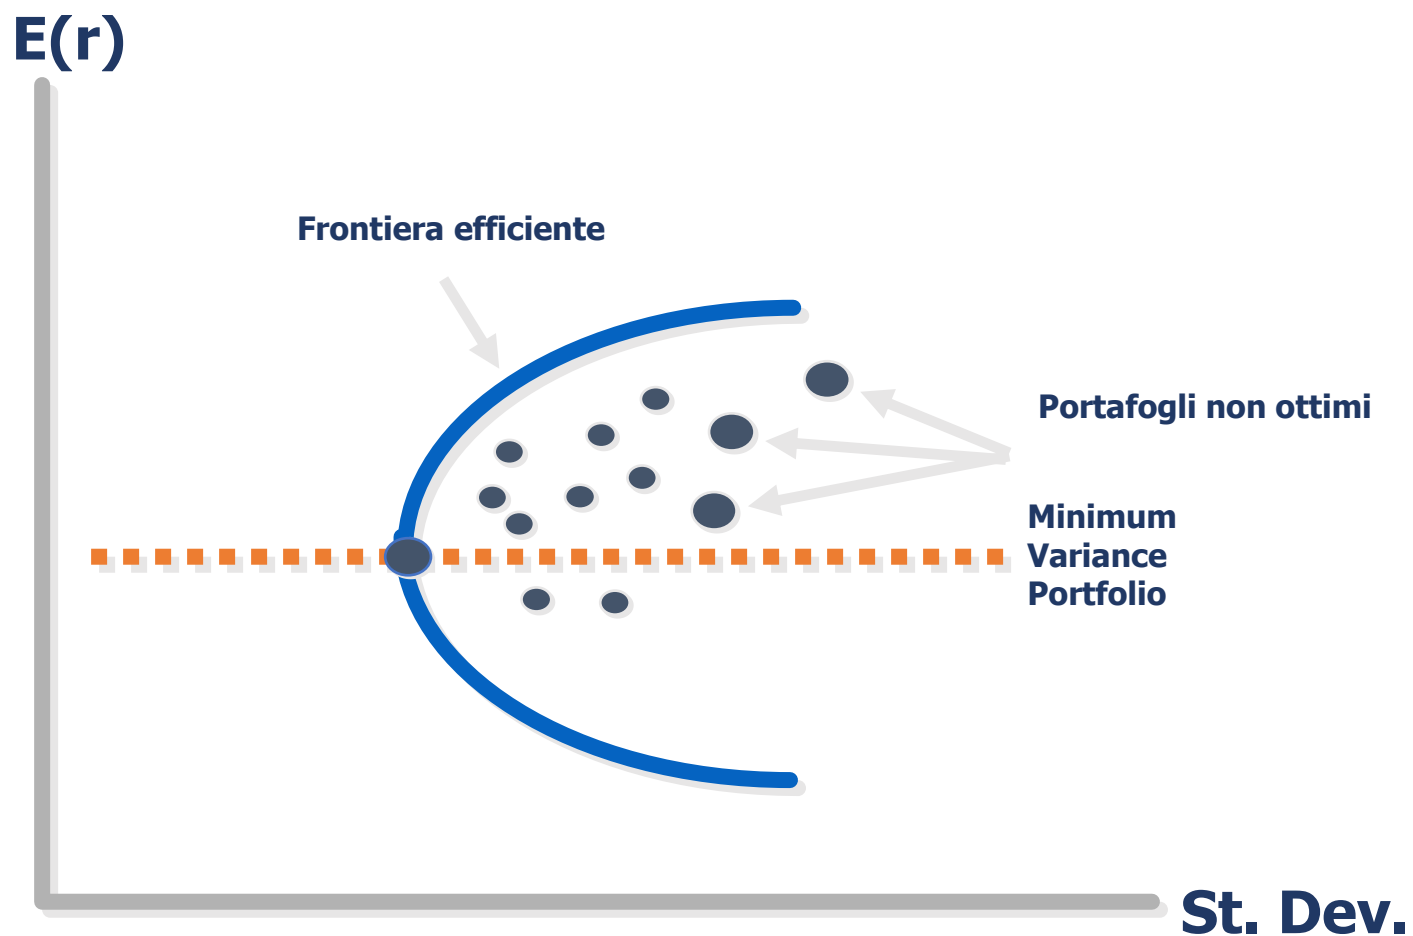 E(r)
Frontiera efficiente
Portafogli non ottimi
Minimum
Variance
Portfolio
St. Dev.